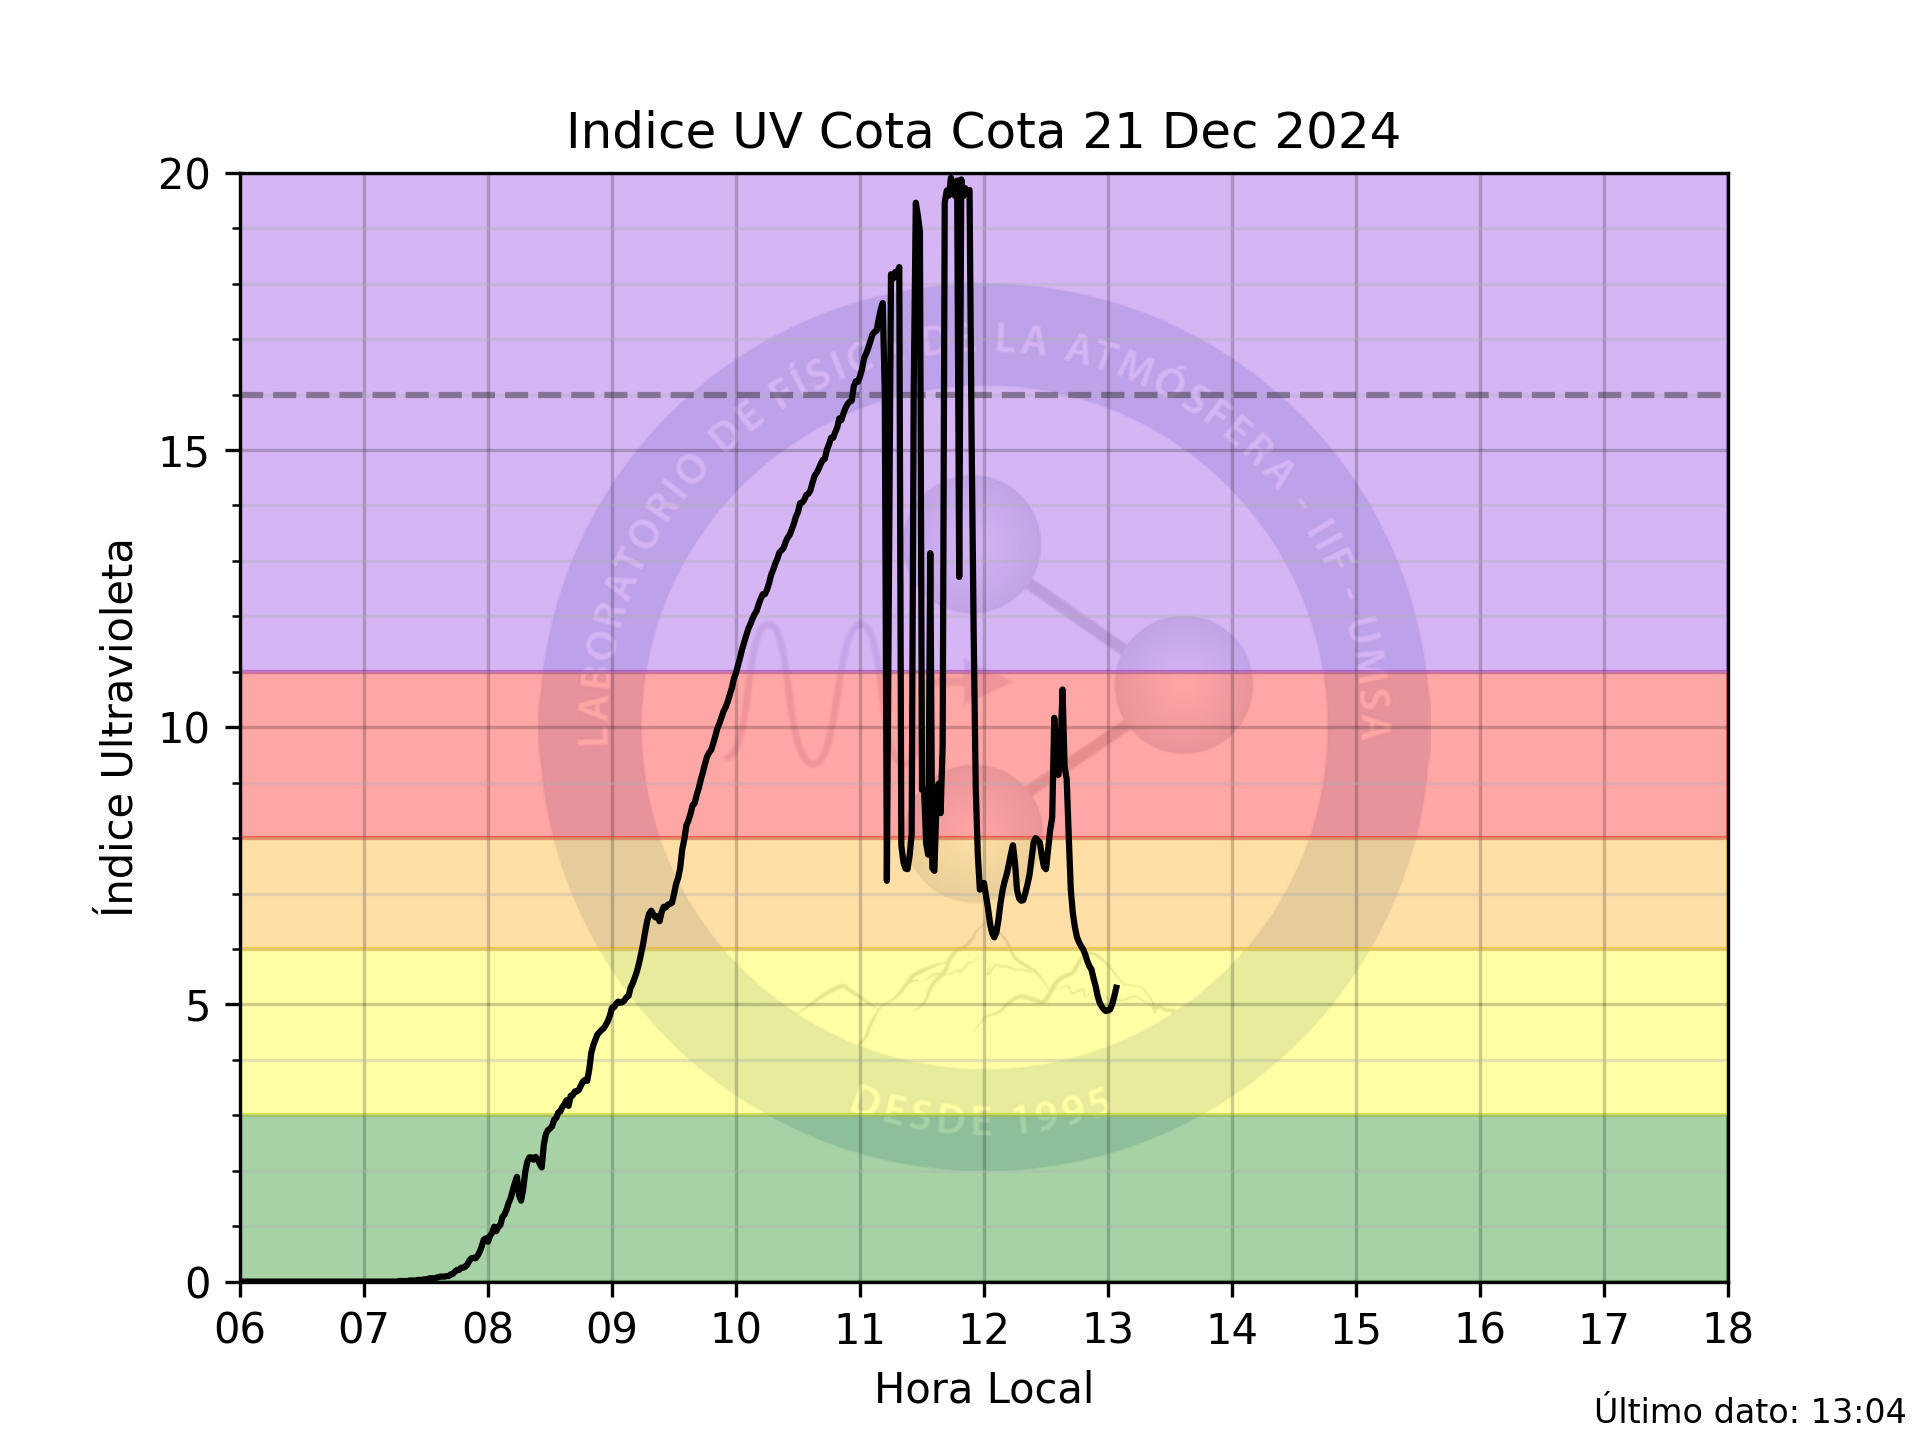 Indice UV Cota Cota 21 Dec 2024
20
15
10
5
0
Índice Ultravioleta
LABORATORIO DE FÍSICA DE LA ATMÓSFERA - IIF - UMSA
DESDE 1995
06 07 08 09 10 11 12 13 14 15 16 17 18
Hora Local
Último dato: 13:04